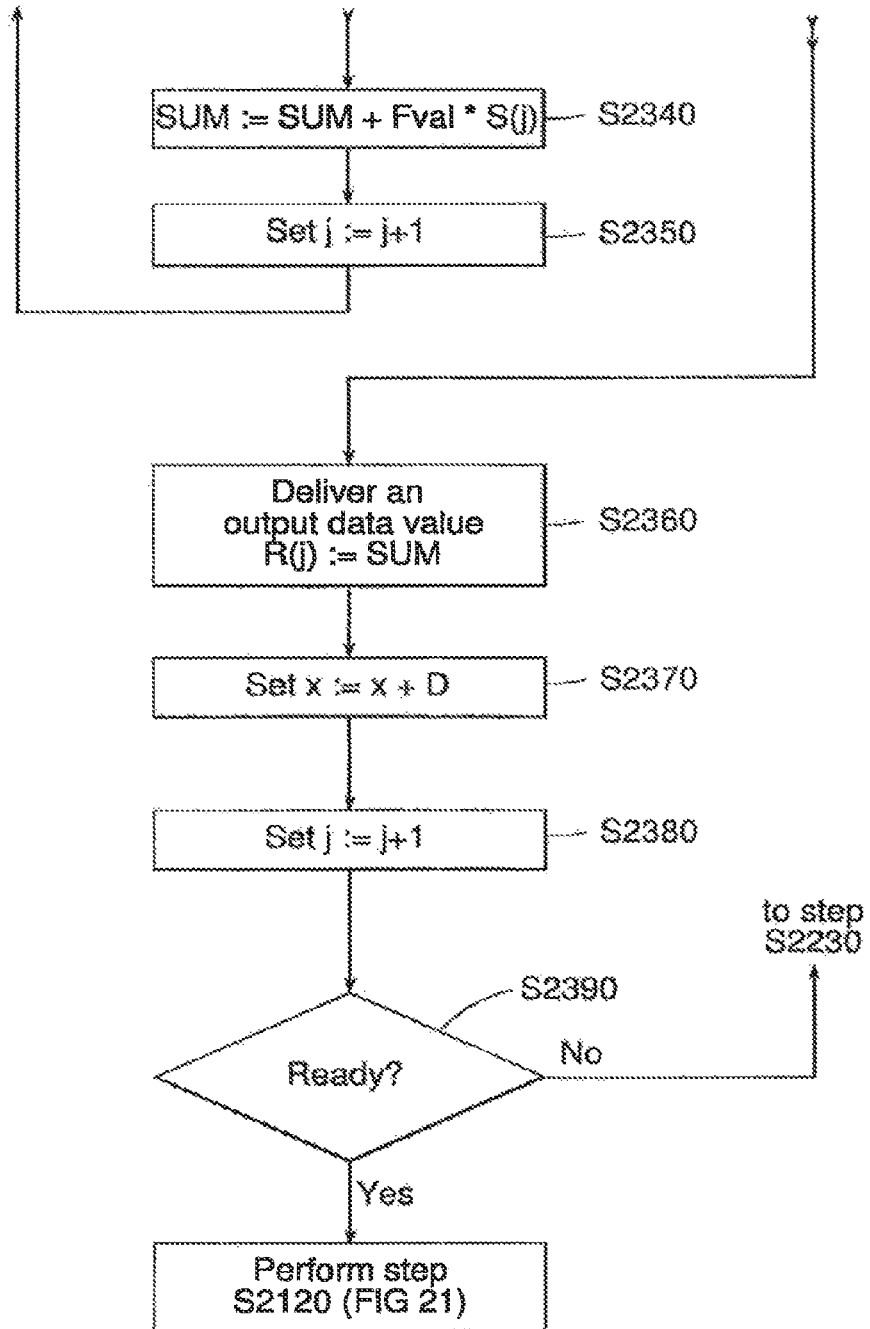 SUM := SUM + Fval * S(j)
S2340
Set j := j+1
S2350
Deliver an
output data value
R(j) := SUM
S2360
Set x := x + D
S2370
Set j := j+1
S2380
to step
S2230
S2390
Ready?
No
Yes
Perform step
S2120 (FIG 21)